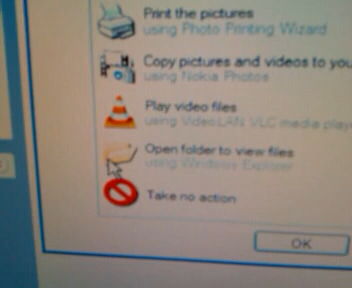 Print the pictures
using Photo Printing Wizard
Copy pictures and videos to you
using Nokia Photos
Play video files
using VideoLAN VLC media play
Open folder to view files
using Windows Explorer
Take no action
OK